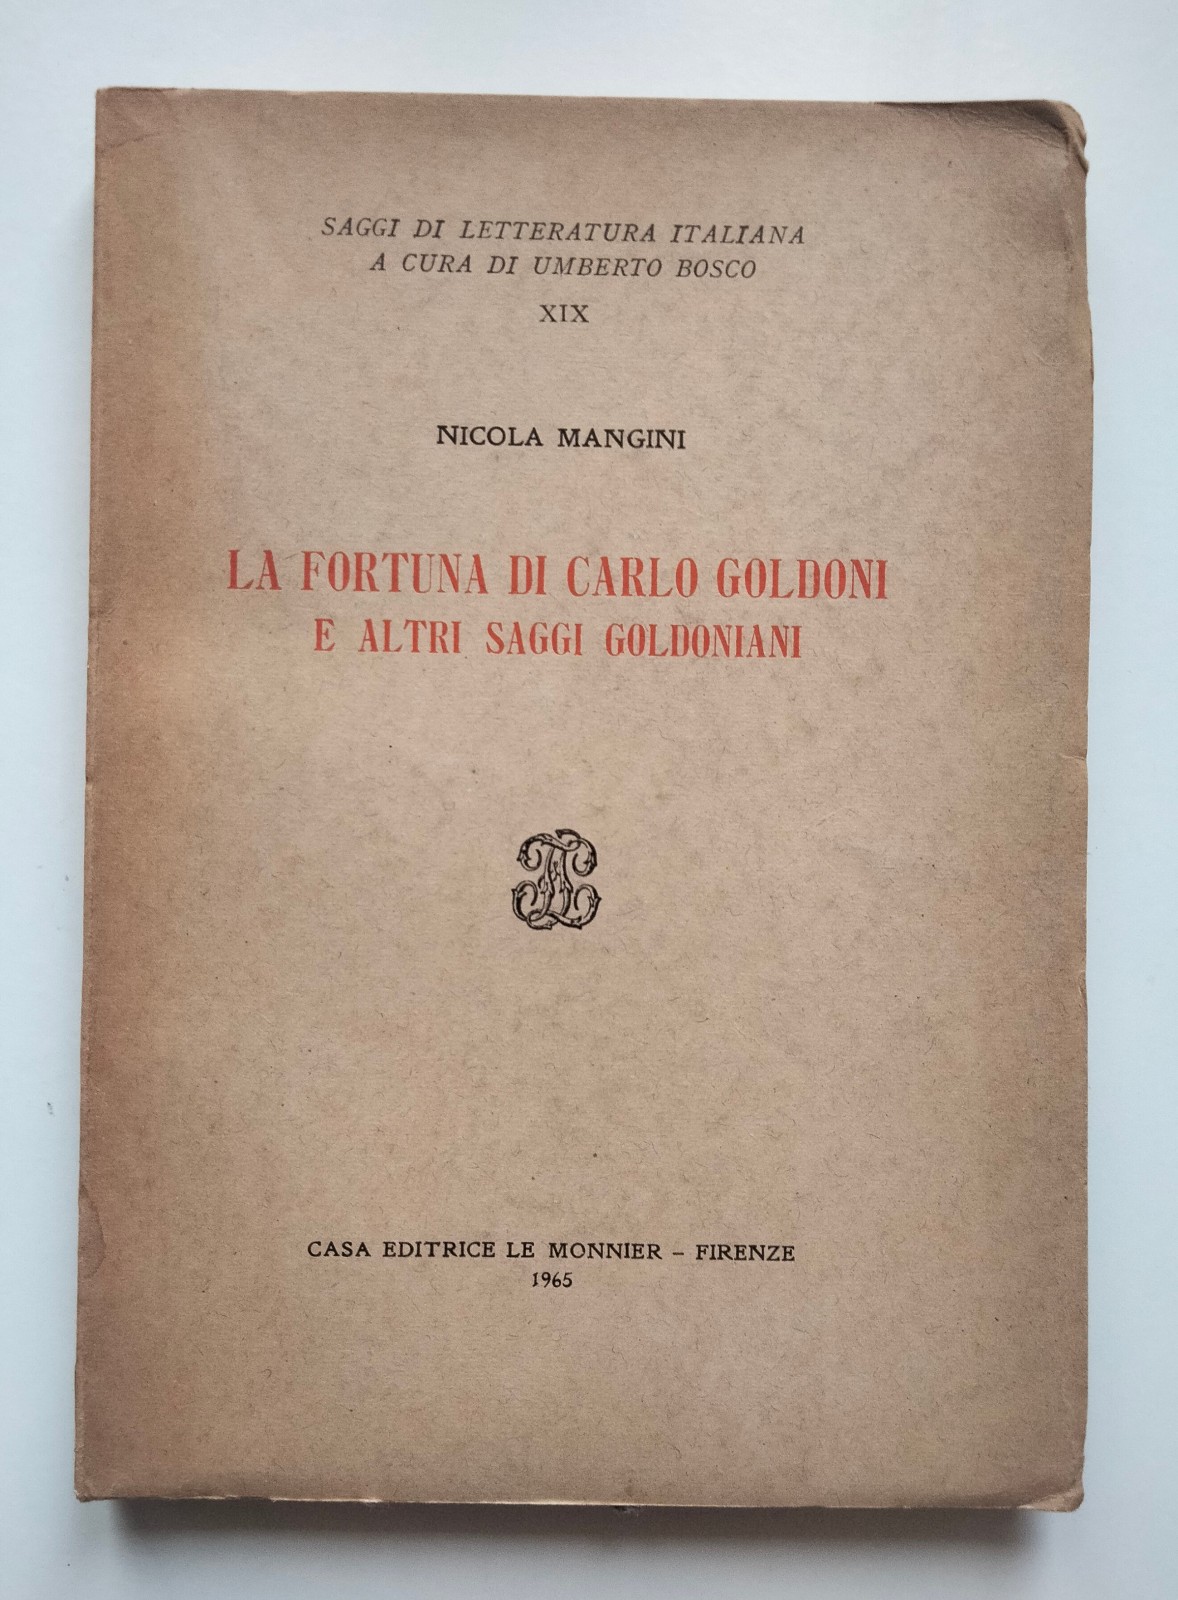 SAGGI DI LETTERATURA ITALIANA
A CURA DI UMBERTO BOSCO
XIX
NICOLA MANGINI
LA FORTUNA DI CARLO GOLDONI
E ALTRI SAGGI GOLDONIANI
CASA EDITRICE LE MONNIER – FIRENZE
1965